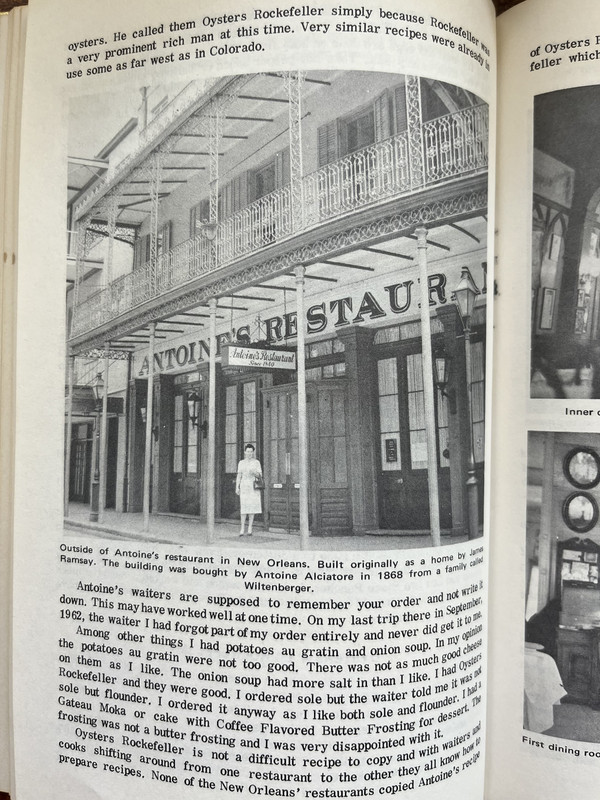 oysters. He called them Oysters Rockefeller simply because Rockefeller was
a very prominent rich man at this time. Very similar recipes were already in
use some as far west as in Colorado.
ANTOINE'S RESTAURA
Antoine's Restaurant
Since 1840
Outside of Antoine's restaurant in New Orleans. Built originally as a home by James
Ramsay. The building was bought by Antoine Alciatore in 1868 from a family called
Wiltenberger.
Antoine's waiters are supposed to remember your order and not write it
down. This may have worked well at one time. On my last trip there in September,
1962, the waiter I had forgot part of my order entirely and never did get it to me.
Among other things I had potatoes au gratin and onion soup. In my opinion
the potatoes au gratin were not too good. There was not as much good cheese
on them as I like. The onion soup had more salt in than I like. I had Oysters
Rockefeller and they were good. I ordered sole but the waiter told me it was not
sole but flounder. I ordered it anyway as I like both sole and flounder. I had a
Gateau Moka or cake with Coffee Flavored Butter Frosting for dessert. The
frosting was not a butter frosting and I was very disappointed with it.
Oysters Rockefeller is not a difficult recipe to copy and with waiters and
cooks shifting around from one restaurant to the other they all know how to
prepare recipes. None of the New Orleans' restaurants copied Antoine's recipe
of Oysters
feller which
Inner
First dining